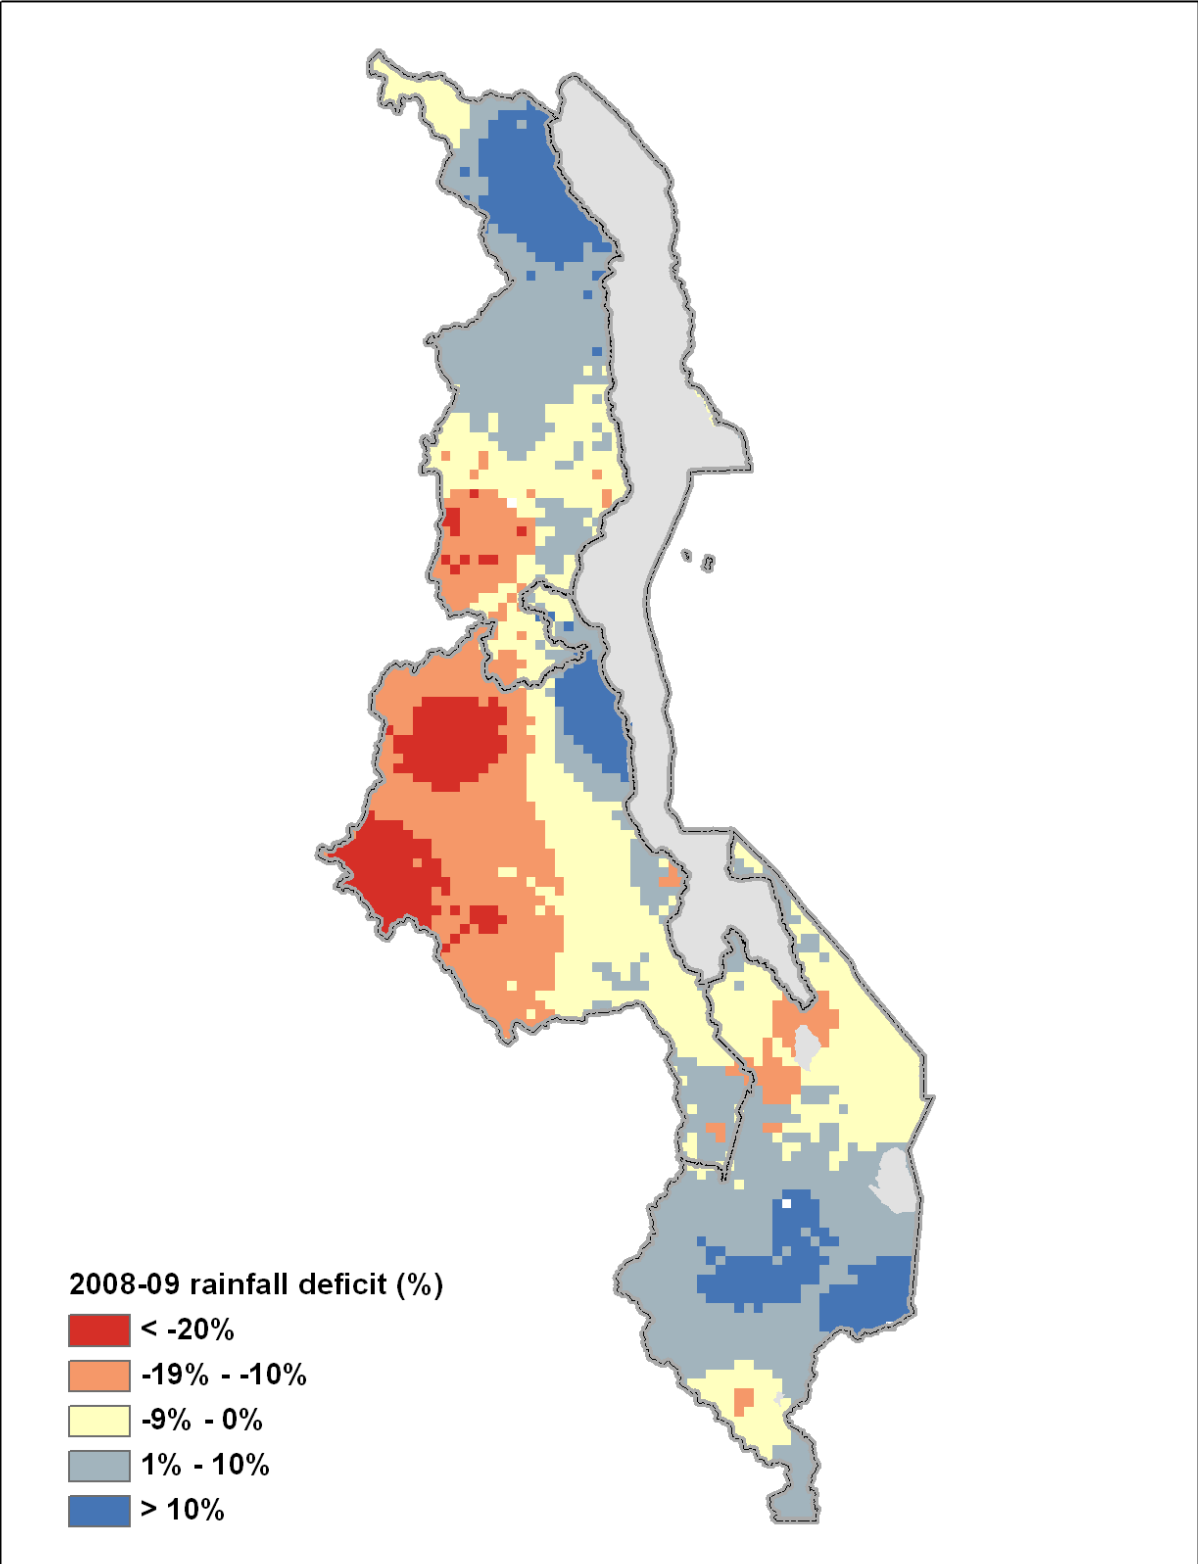 2008-09 rainfall deficit (%)
< -20%
-19% - -10%
-9% - 0%
1% - 10%
> 10%